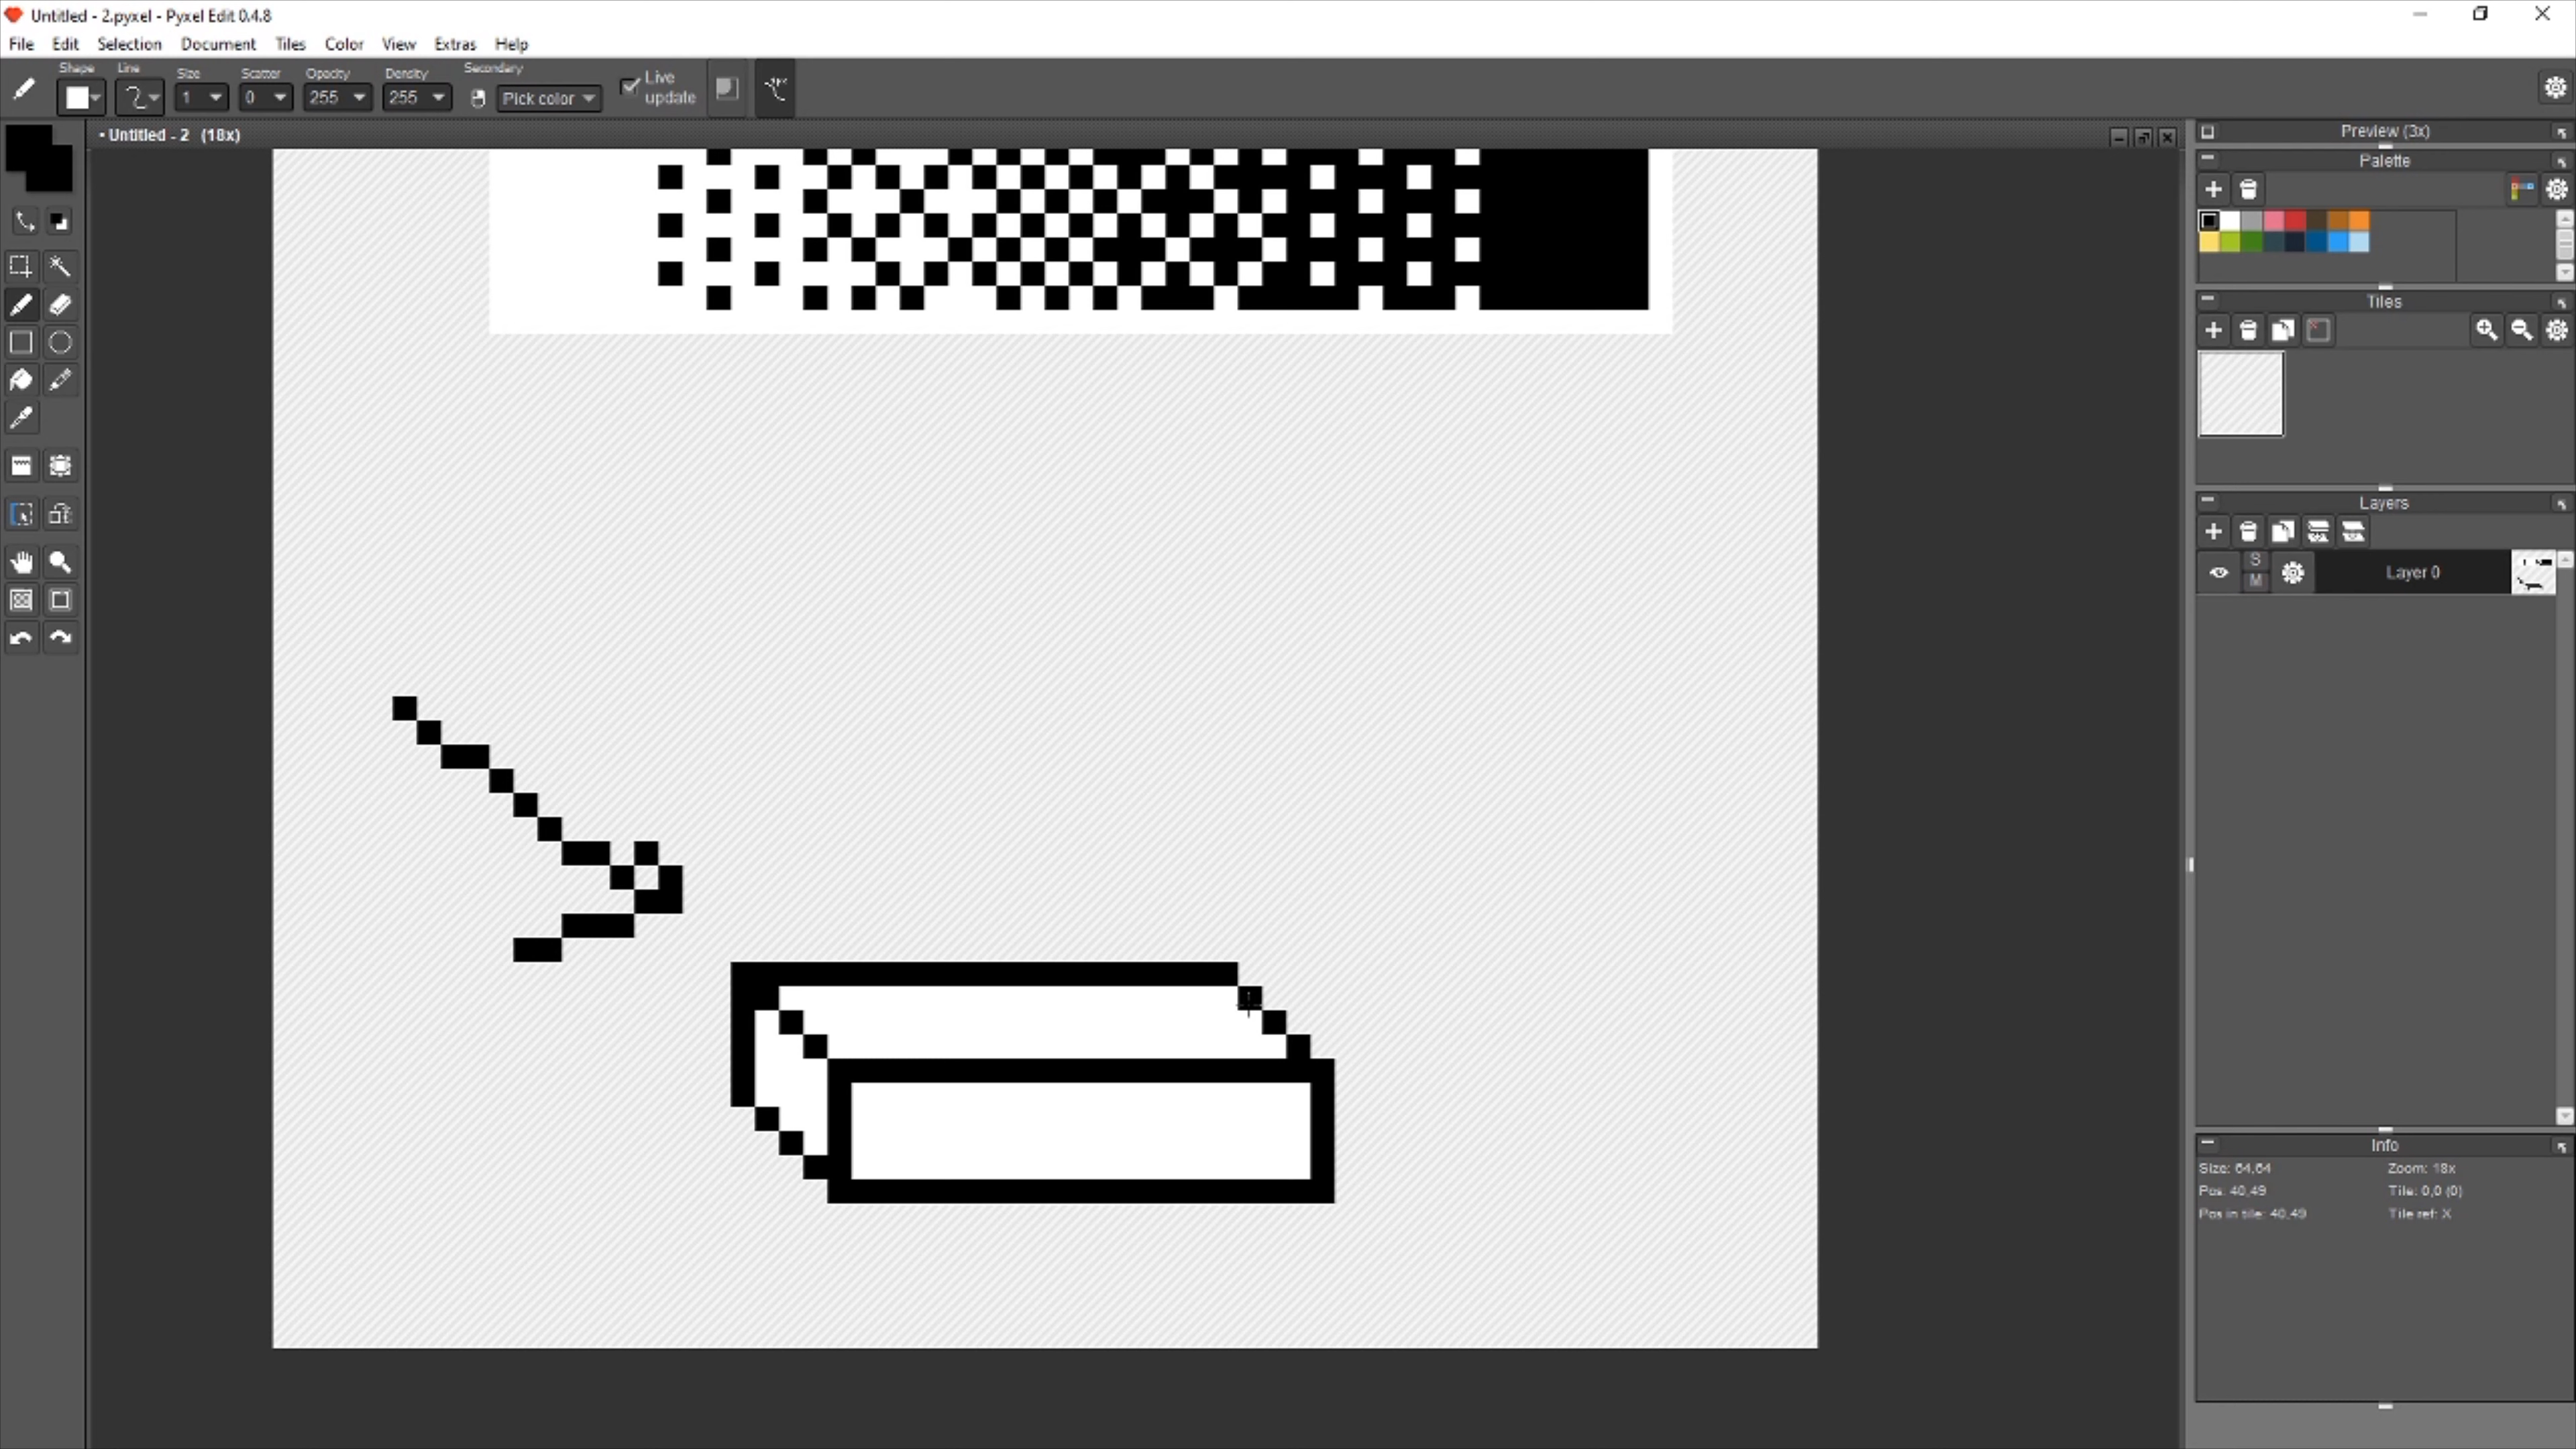 Untitled - 2.pyxel - Pyxel Edit 0.4.8
File Edit Selection Document Tiles Color View Extras Help
Shape Line Size Scatter Opacity Density Secondary
1 0 255 255 Pick color Live update
• Untitled - 2 (18x)
Preview (3x)
Palette
Tiles
Layers
S
M
Layer 0
Info
Size: 64,64 Zoom: 18x
Pos: 40,49 Tile: 0,0 (0)
Pos in tile: 40,49 Tile ref: X